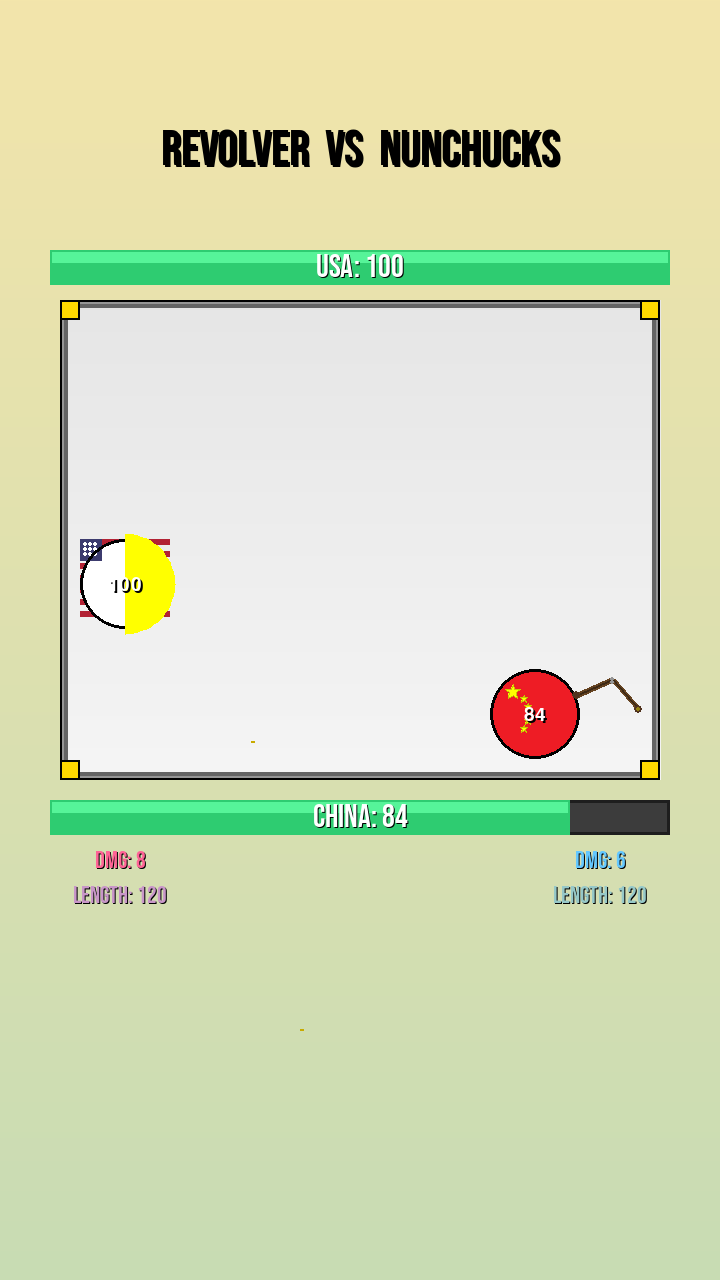 REVOLVER VS NUNCHUCKS
USA: 100
100
84
CHINA: 84
DMG: 8
DMG: 6
LENGTH: 120
LENGTH: 120